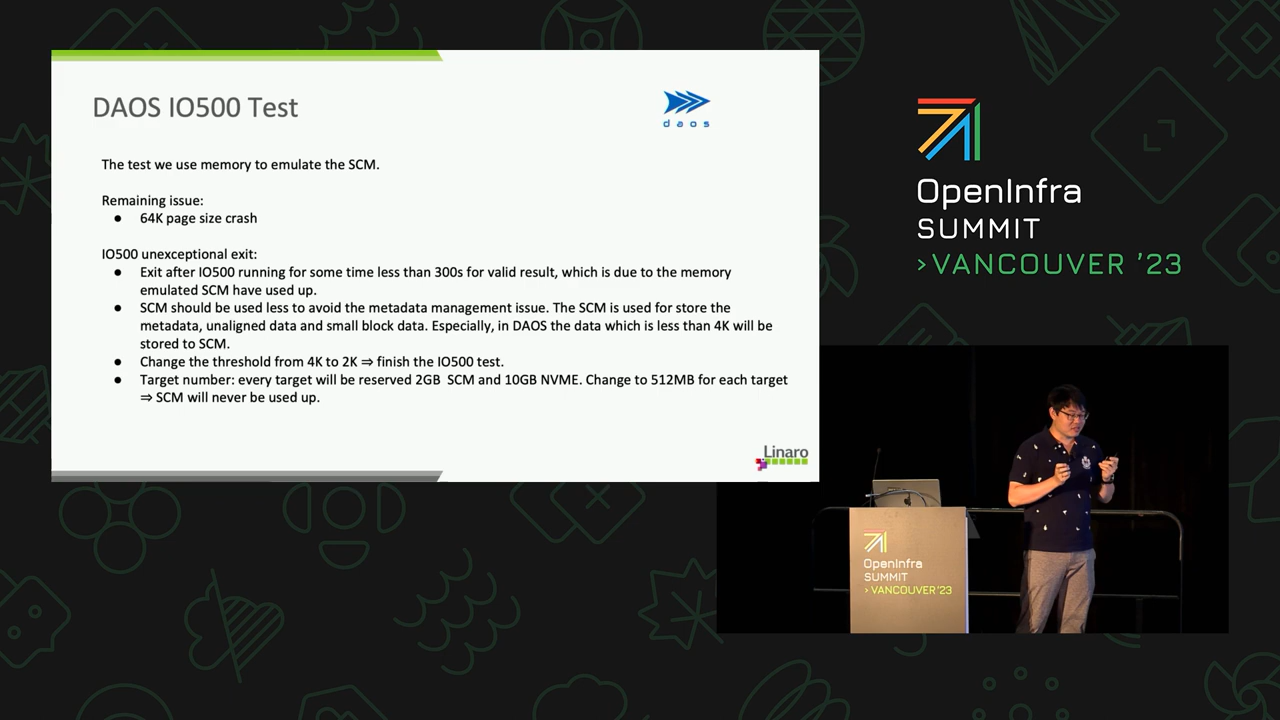 DAOS IO500 Test
daos
The test we use memory to emulate the SCM.
Remaining issue:
● 64K page size crash
IO500 unexceptional exit:
● Exit after IO500 running for some time less than 300s for valid result, which is due to the memory
emulated SCM have used up.
● SCM should be used less to avoid the metadata management issue. The SCM is used for store the
metadata, unaligned data and small block data. Especially, in DAOS the data which is less than 4K will be
stored to SCM.
● Change the threshold from 4K to 2K ⇒ finish the IO500 test.
● Target number: every target will be reserved 2GB  SCM and 10GB NVME. Change to 512MB for each target
⇒ SCM will never be used up.
Linaro
OpenInfra
SUMMIT
›VANCOUVER ’23
OpenInfra
SUMMIT
›VANCOUVER’23